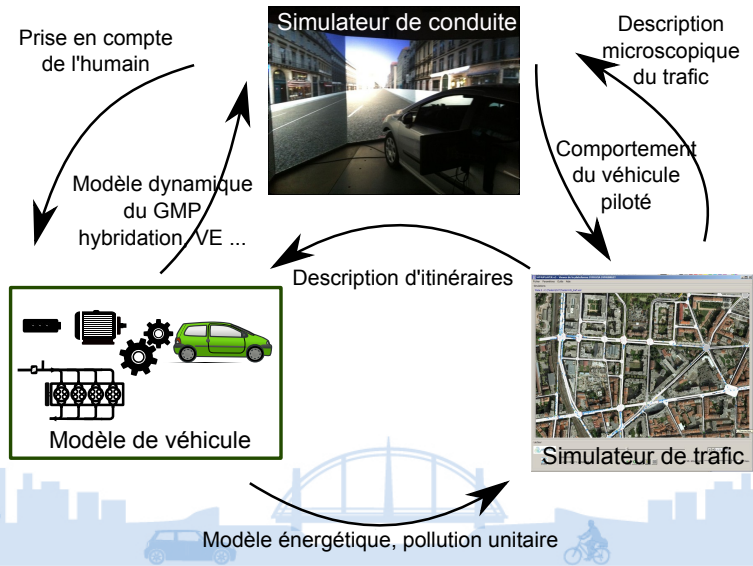 Simulateur de conduite
Prise en compte
de l'humain
Description
microscopique
du trafic
Modèle dynamique
du GMP
hybridation, VE ...
Comportement
du véhicule
piloté
Description d'itinéraires
Modèle de véhicule
Simulateur de trafic
Modèle énergétique, pollution unitaire